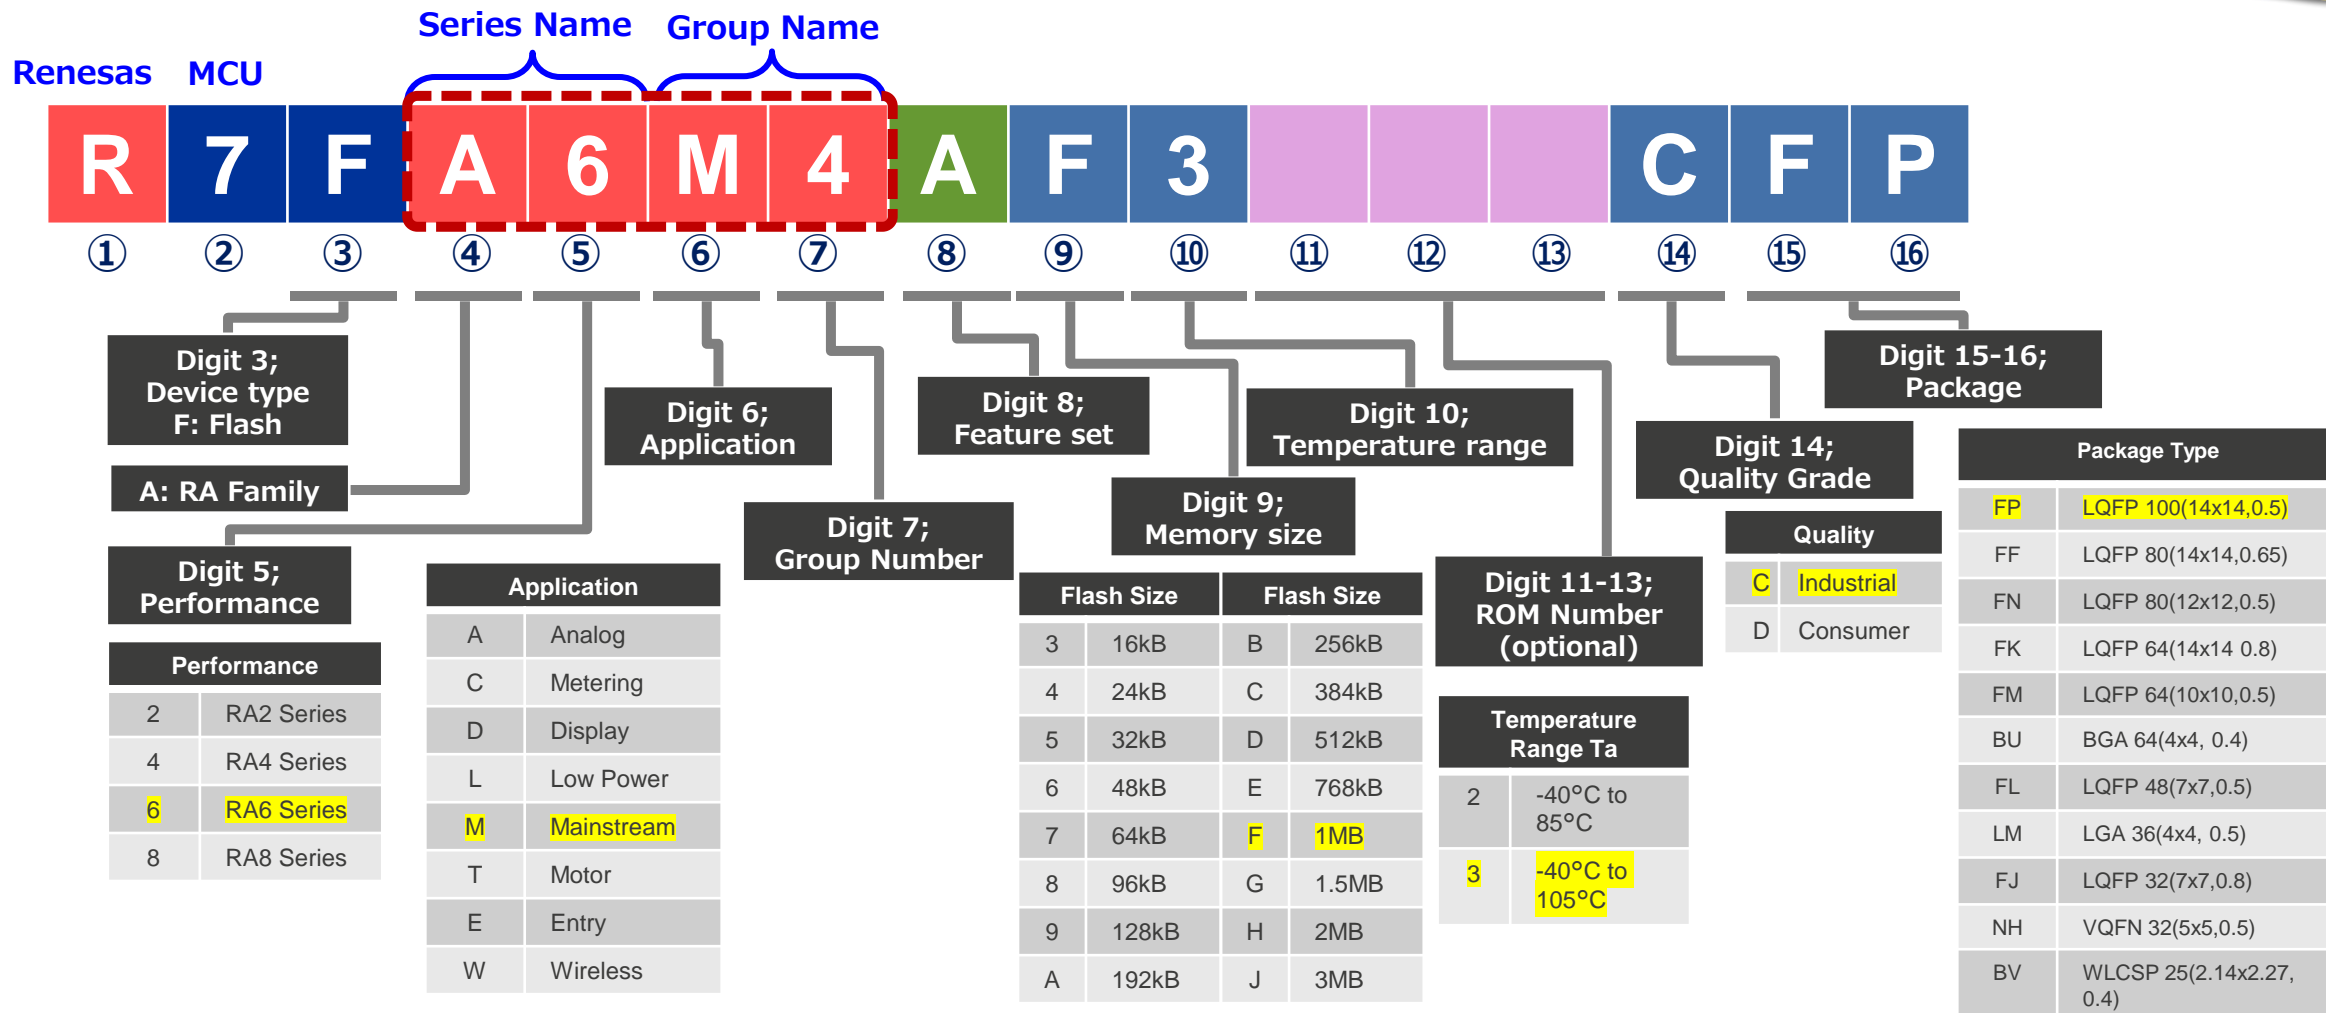 Series Name Group Name
Renesas MCU
R 7 F A 6 M 4 A F 3 C F P
① ② ③ ④ ⑤ ⑥ ⑦ ⑧ ⑨ ⑩ ⑪ ⑫ ⑬ ⑭ ⑮ ⑯
Digit 3;
Device type
F: Flash
A: RA Family
Digit 5;
Performance
Performance
2 RA2 Series
4 RA4 Series
6 RA6 Series
8 RA8 Series
Digit 6;
Application
Application
A Analog
C Metering
D Display
L Low Power
M Mainstream
T Motor
E Entry
W Wireless
Digit 7;
Group Number
Digit 8;
Feature set
Digit 9;
Memory size
Flash Size Flash Size
3 16kB B 256kB
4 24kB C 384kB
5 32kB D 512kB
6 48kB E 768kB
7 64kB F 1MB
8 96kB G 1.5MB
9 128kB H 2MB
A 192kB J 3MB
Digit 10;
Temperature range
Digit 11-13;
ROM Number
(optional)
Temperature
Range Ta
2 -40°C to
85°C
3 -40°C to
105°C
Digit 14;
Quality Grade
Quality
C Industrial
D Consumer
Digit 15-16;
Package
Package Type
FP LQFP 100(14x14,0.5)
FF LQFP 80(14x14,0.65)
FN LQFP 80(12x12,0.5)
FK LQFP 64(14x14 0.8)
FM LQFP 64(10x10,0.5)
BU BGA 64(4x4, 0.4)
FL LQFP 48(7x7,0.5)
LM LGA 36(4x4, 0.5)
FJ LQFP 32(7x7,0.8)
NH VQFN 32(5x5,0.5)
BV WLCSP 25(2.14x2.27,
0.4)